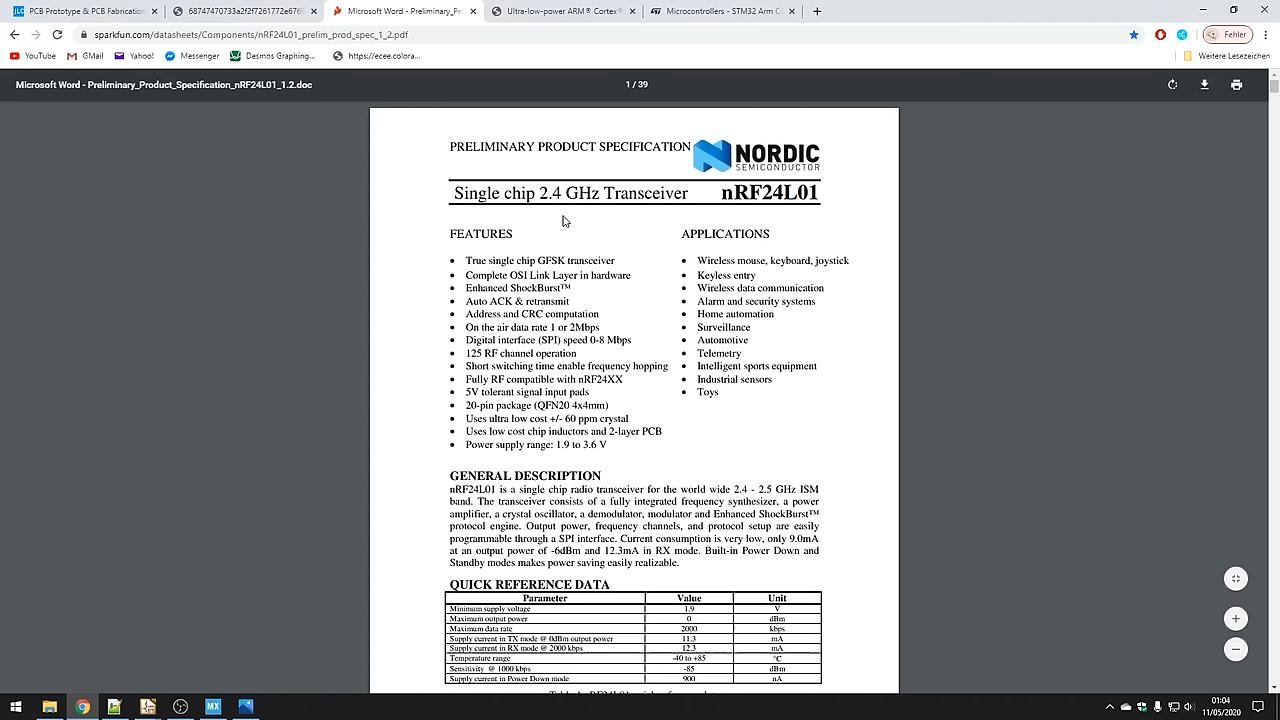 PCB Prototype & PCB Fabrication
68747470733a2f2f7261772e6769
Microsoft Word - Preliminary_Pr
Ultra-low-power ARM® Cortex®
Microcontrollers - STM32 Arm C
sparkfun.com/datasheets/Components/nRF24L01_prelim_prod_spec_1_2.pdf
Fehler
YouTube
GMail
Yahoo!
Messenger
Desmos Graphing...
https://ecee.colora...
Weitere Lesezeichen
Microsoft Word - Preliminary_Product_Specification_nRF24L01_1.2.doc
1 / 39
PRELIMINARY PRODUCT SPECIFICATION
NORDIC
SEMICONDUCTOR
Single chip 2.4 GHz Transceiver nRF24L01
FEATURES
• True single chip GFSK transceiver
• Complete OSI Link Layer in hardware
• Enhanced ShockBurst™
• Auto ACK & retransmit
• Address and CRC computation
• On the air data rate 1 or 2Mbps
• Digital interface (SPI) speed 0-8 Mbps
• 125 RF channel operation
• Short switching time enable frequency hopping
• Fully RF compatible with nRF24XX
• 5V tolerant signal input pads
• 20-pin package (QFN20 4x4mm)
• Uses ultra low cost +/- 60 ppm crystal
• Uses low cost chip inductors and 2-layer PCB
• Power supply range: 1.9 to 3.6 V
APPLICATIONS
• Wireless mouse, keyboard, joystick
• Keyless entry
• Wireless data communication
• Alarm and security systems
• Home automation
• Surveillance
• Automotive
• Telemetry
• Intelligent sports equipment
• Industrial sensors
• Toys
GENERAL DESCRIPTION
nRF24L01 is a single chip radio transceiver for the world wide 2.4 - 2.5 GHz ISM
band. The transceiver consists of a fully integrated frequency synthesizer, a power
amplifier, a crystal oscillator, a demodulator, modulator and Enhanced ShockBurst™
protocol engine. Output power, frequency channels, and protocol setup are easily
programmable through a SPI interface. Current consumption is very low, only 9.0mA
at an output power of -6dBm and 12.3mA in RX mode. Built-in Power Down and
Standby modes makes power saving easily realizable.
QUICK REFERENCE DATA
Parameter Value Unit
Minimum supply voltage 1.9 V
Maximum output power 0 dBm
Maximum data rate 2000 kbps
Supply current in TX mode @ 0dBm output power 11.3 mA
Supply current in RX mode @ 2000 kbps 12.3 mA
Temperature range -40 to +85 °C
Sensitivity @ 1000 kbps -85 dBm
Supply current in Power Down mode 900 nA
MX
01:04
11/05/2020